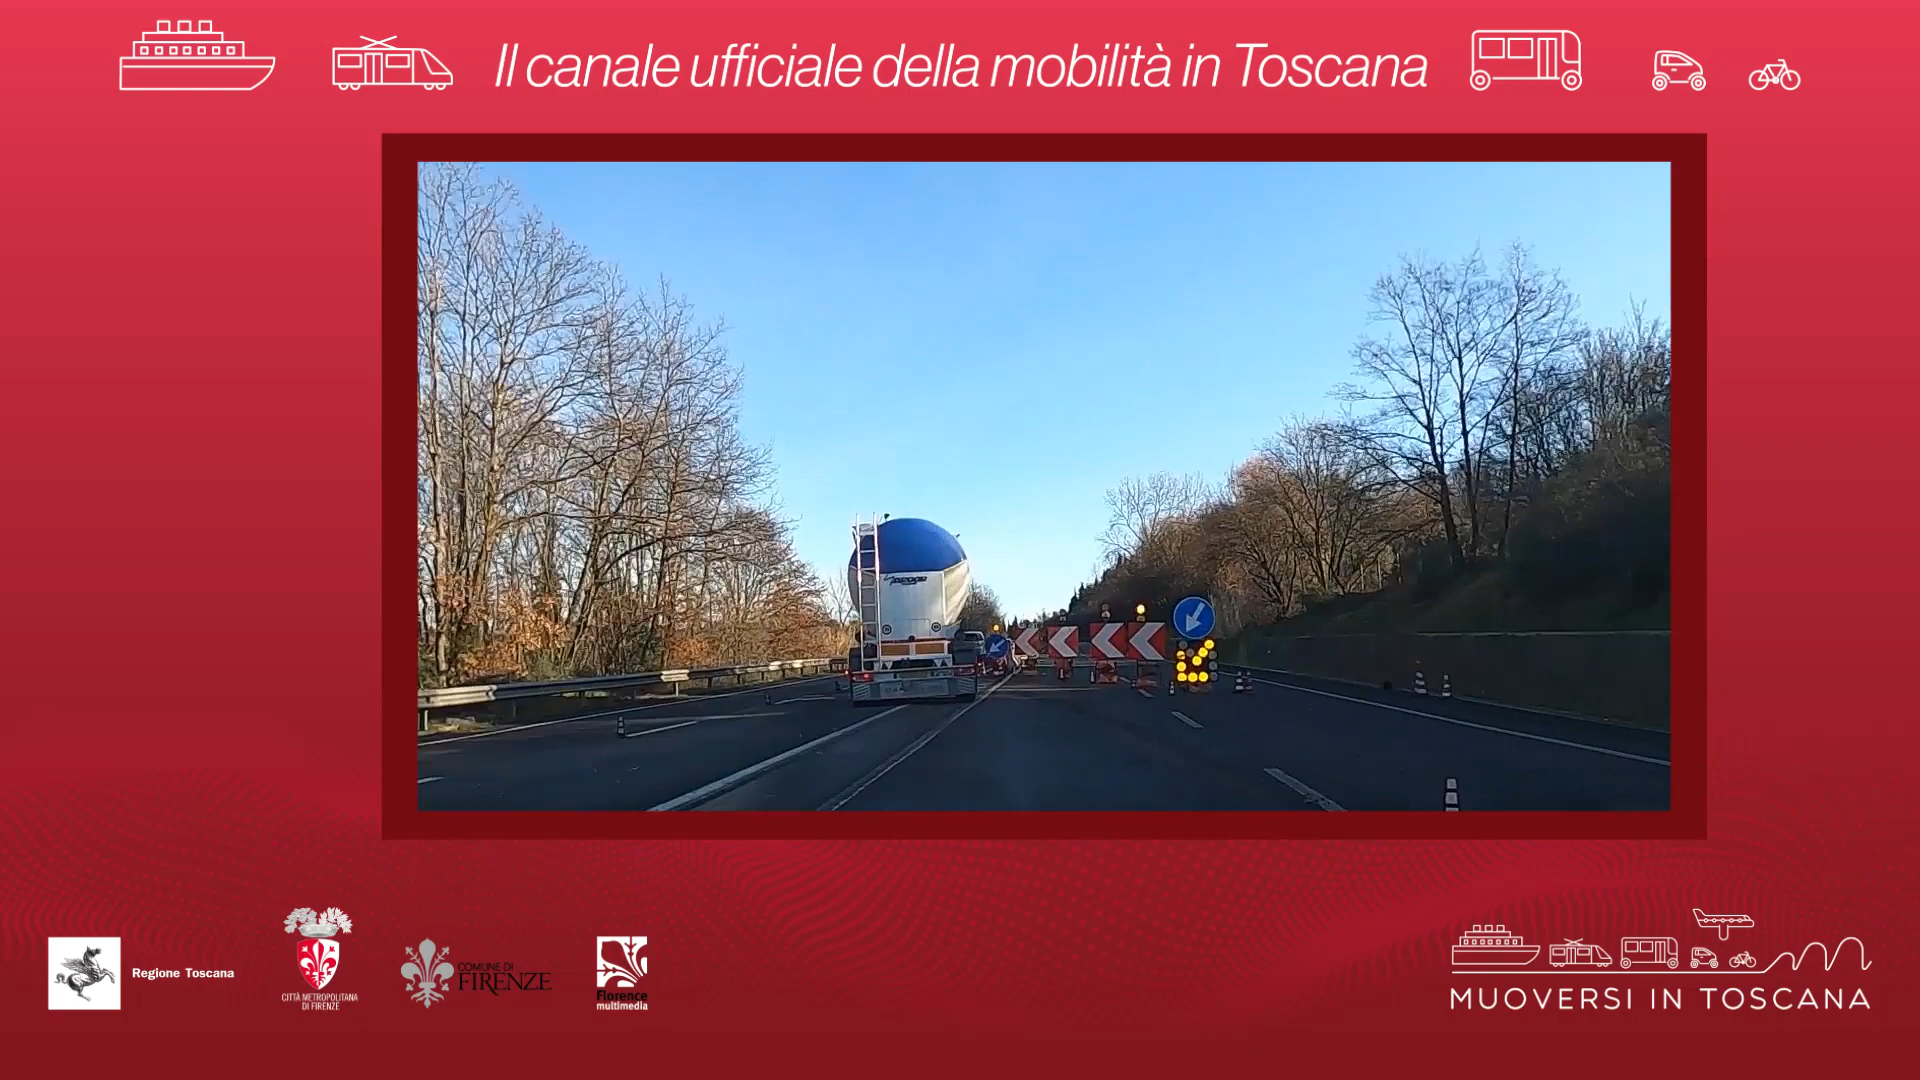 Il canale ufficiale della mobilità in Toscana
Regione Toscana
CITTÀ METROPOLITANA
DI FIRENZE
COMUNE DI
FIRENZE
Florence
multimedia
MUOVERSI IN TOSCANA